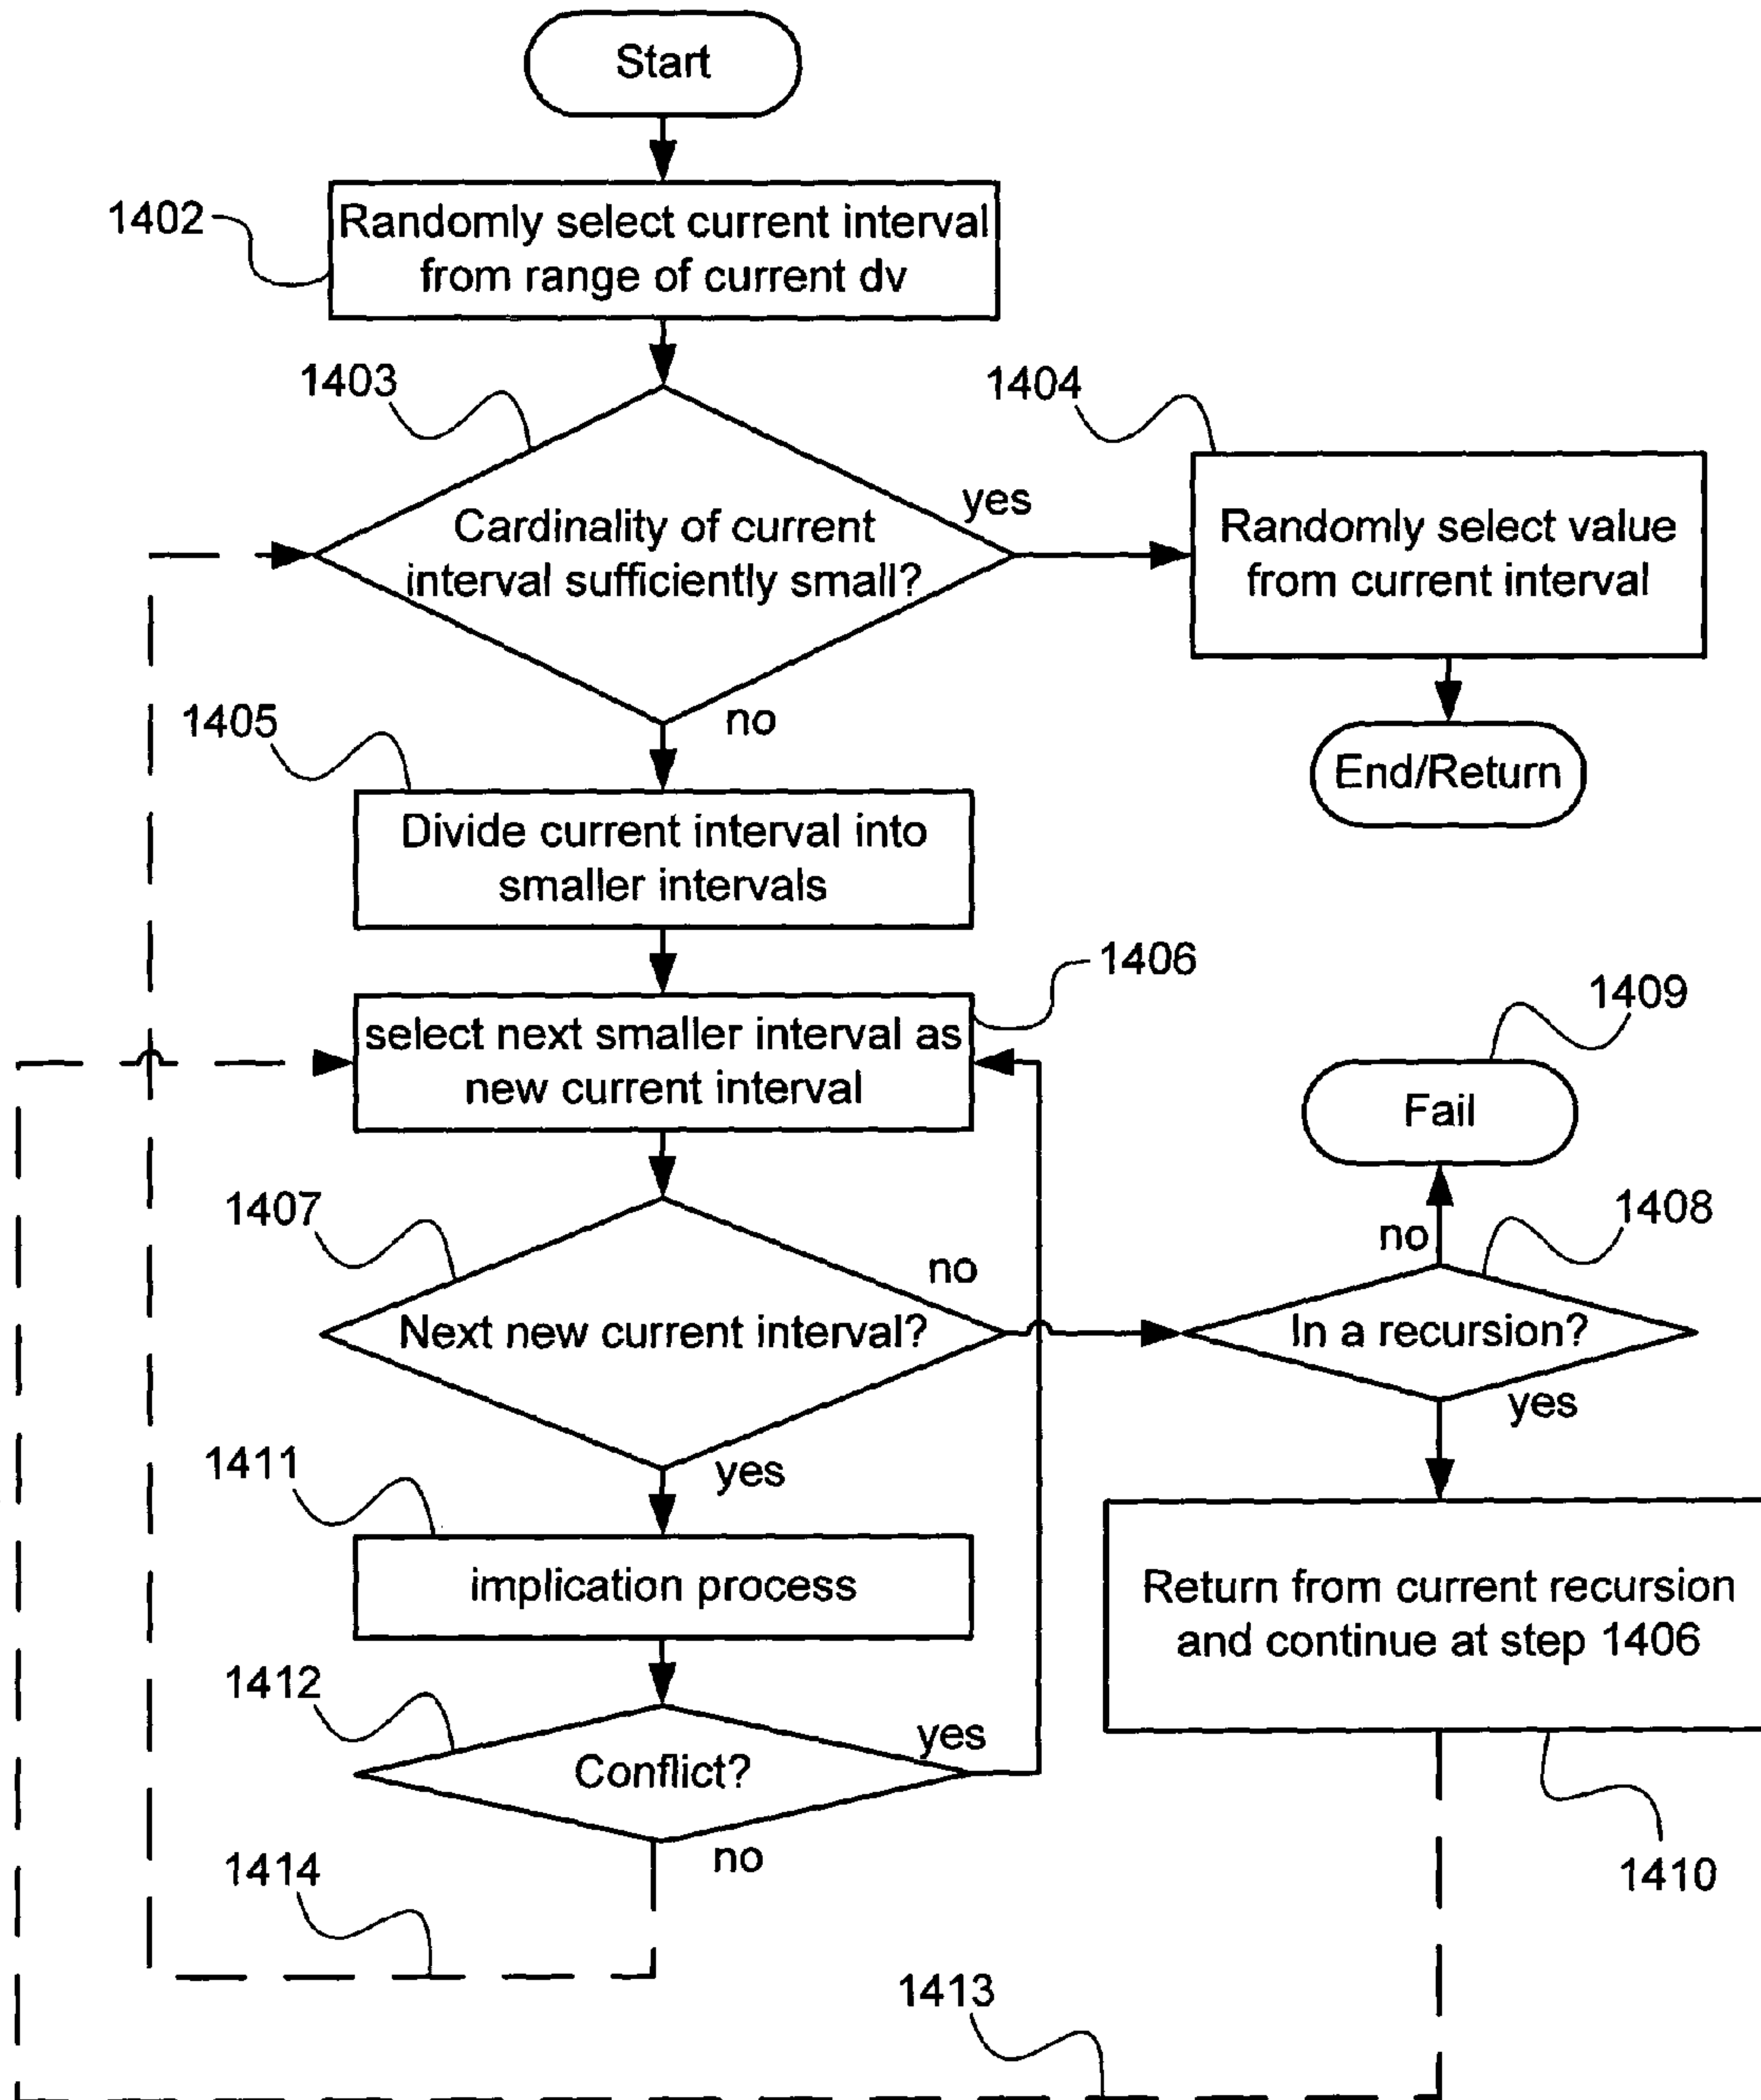 Start
1402
Randomly select current interval
from range of current dv
1403
1404
Cardinality of current
interval sufficiently small?
yes
Randomly select value
from current interval
no
End/Return
1405
Divide current interval into
smaller intervals
1406
select next smaller interval as
new current interval
1409
Fail
1407
1408
no
no
Next new current interval?
In a recursion?
yes
yes
1411
implication process
Return from current recursion
and continue at step 1406
1412
yes
Conflict?
no
1414
1410
1413